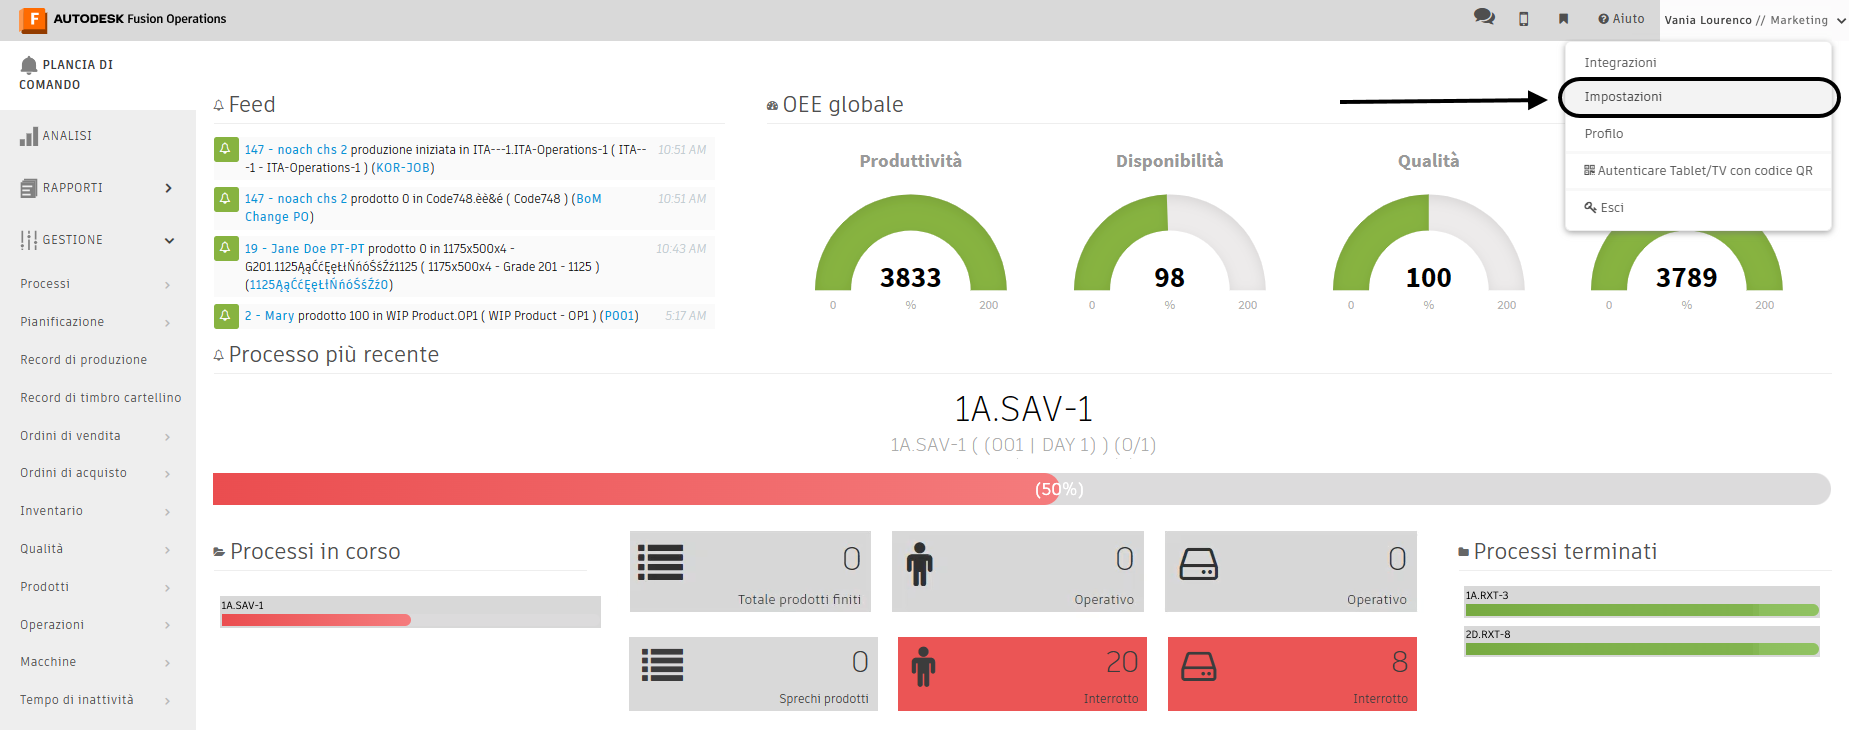 AUTODESK Fusion Operations
Aiuto
Vania Lourenco // Marketing
Integrazioni
Impostazioni
Profilo
Autenticare Tablet/TV con codice QR
Esci
PLANCIA DI
COMANDO
ANALISI
RAPPORTI
GESTIONE
Processi
Pianificazione
Record di produzione
Record di timbro cartellino
Ordini di vendita
Ordini di acquisto
Inventario
Qualità
Prodotti
Operazioni
Macchine
Tempo di inattività
Feed
147 - noach chs 2 produzione iniziata in ITA---1.ITA-Operations-1 ( ITA-- 10:51 AM
-1 - ITA-Operations-1 ) (KOR-JOB)
147 - noach chs 2 prodotto 0 in Code748.èè&é ( Code748 ) (BoM 10:51 AM
Change PO)
19 - Jane Doe PT-PT prodotto 0 in 1175x500x4 - 10:43 AM
G201.1125ĄąĈćĘęŁłŃńóŚśŹź1125 ( 1175x500x4 - Grade 201 - 1125 )
(1125ĄąĈćĘęŁłŃńóŚśŹź0)
2 - Mary prodotto 100 in WIP Product.OP1 ( WIP Product - OP1 ) (P001) 5:17 AM
OEE globale
Produttività
3833
0 % 200
Disponibilità
98
0 % 200
Qualità
100
0 % 200
3789
0 % 200
Processo più recente
1A.SAV-1
1A.SAV-1 ( (001 | DAY 1) ) (0/1)
(50%)
Processi in corso
1A.SAV-1
0
Totale prodotti finiti
0
Operativo
0
Operativo
0
Sprechi prodotti
20
Interrotto
8
Interrotto
Processi terminati
1A.RXT-3
2D.RXT-8